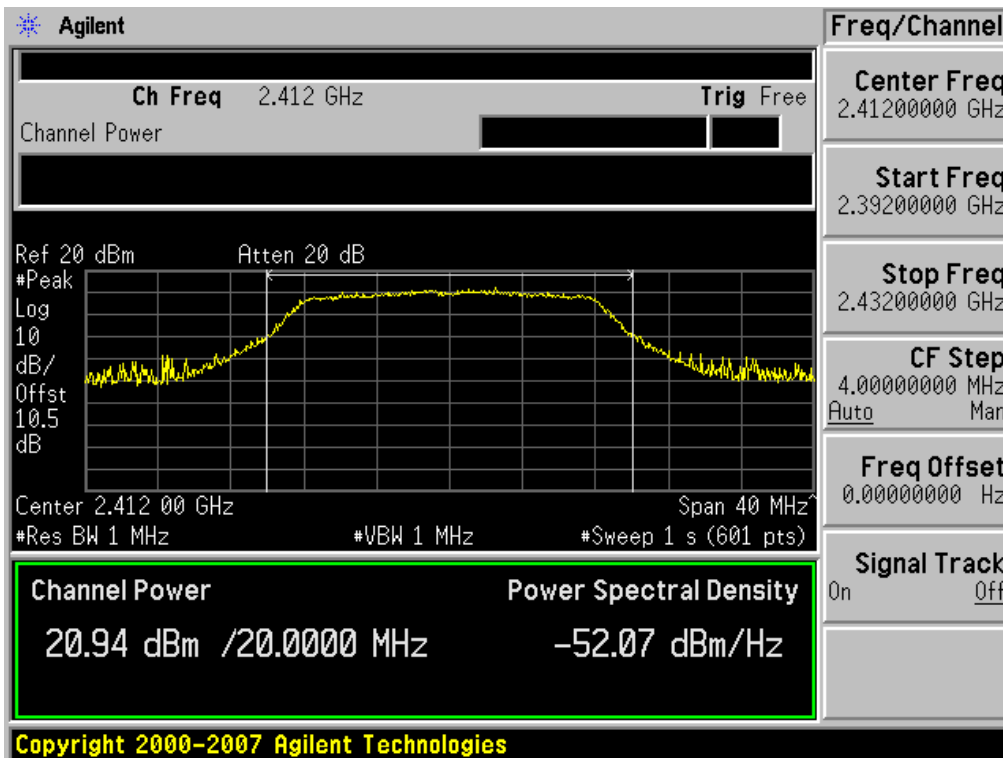 Agilent
Ch Freq 2.412 GHz Trig Free
Channel Power
Ref 20 dBm Atten 20 dB
#Peak
Log
10
dB/
Offst
10.5
dB
Center 2.412 00 GHz Span 40 MHz^
#Res BW 1 MHz #VBW 1 MHz #Sweep 1 s (601 pts)
Channel Power Power Spectral Density
20.94 dBm /20.0000 MHz -52.07 dBm/Hz
Copyright 2000-2007 Agilent Technologies
Freq/Channel
Center Freq
2.41200000 GHz
Start Freq
2.39200000 GHz
Stop Freq
2.43200000 GHz
CF Step
4.00000000 MHz
Auto Man
Freq Offset
0.00000000 Hz
Signal Track
On Off